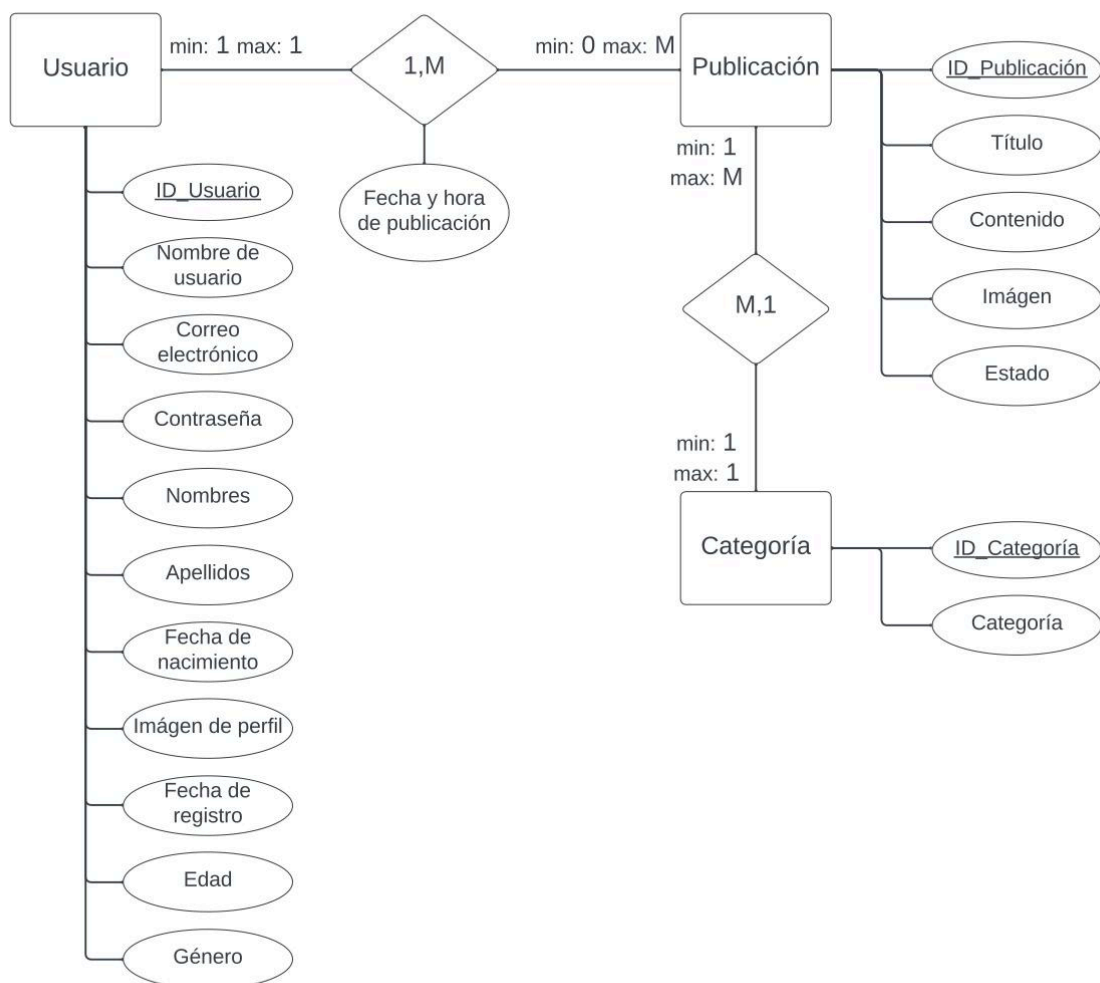 Usuario
min: 1 max: 1
1,M
min: 0 max: M
Publicación
ID_Publicación
Título
Contenido
Imágen
Estado
Fecha y hora
de publicación
min: 1
max: M
M,1
min: 1
max: 1
Categoría
ID_Categoría
Categoría
ID_Usuario
Nombre de
usuario
Correo
electrónico
Contraseña
Nombres
Apellidos
Fecha de
nacimiento
Imágen de perfil
Fecha de
registro
Edad
Género